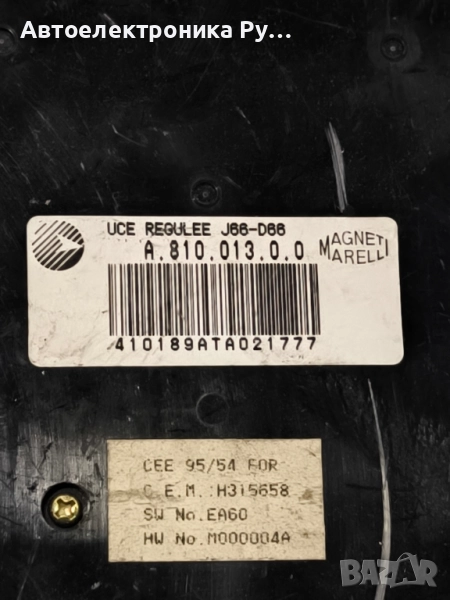 Автоелектроника Ру...
UCE REGULEE J66-D66
A.810.013.0.0
MAGNETI
MARELLI
410189ATA021777
CEE 95/54 FOR
C.E.M.:H315658
SW No.EA60
HW No.M000004A
BAZAR